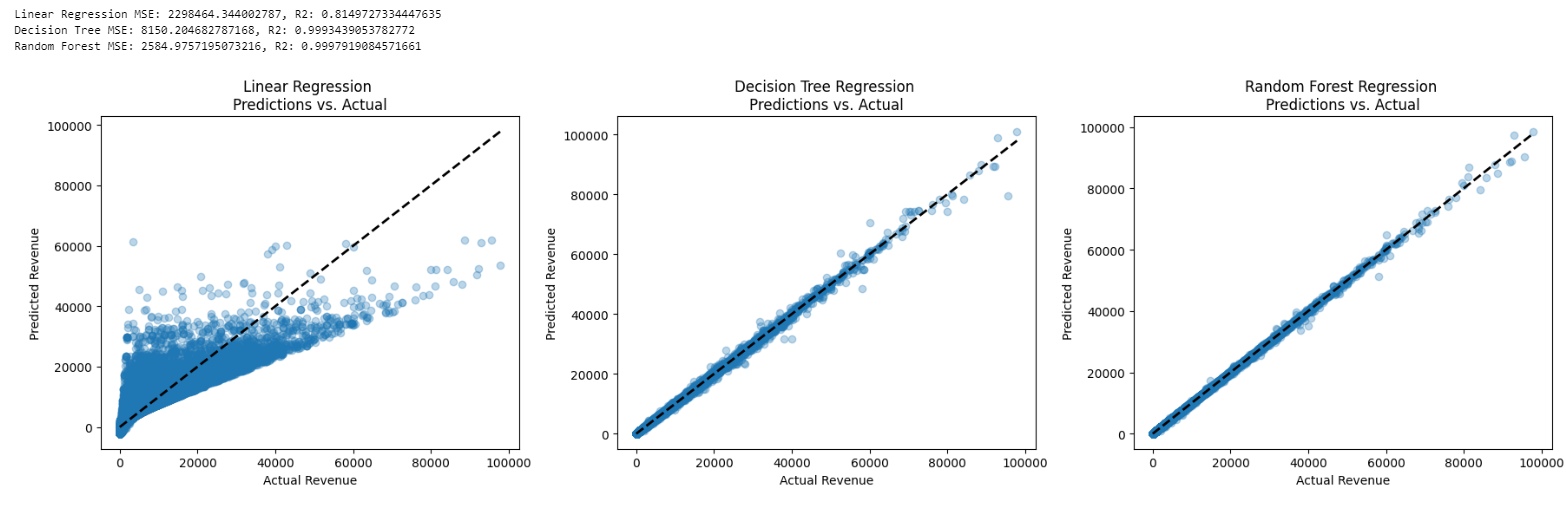 Linear Regression MSE: 2298464.344002787, R2: 0.8149727334447635
Decision Tree MSE: 8150.204682787168, R2: 0.9993439053782772
Random Forest MSE: 2584.9757195073216, R2: 0.9997919084571661
Linear Regression
Predictions vs. Actual
100000
80000
60000
40000
20000
0
Predicted Revenue
0 20000 40000 60000 80000 100000
Actual Revenue
Decision Tree Regression
Predictions vs. Actual
100000
80000
60000
40000
20000
0
Predicted Revenue
0 20000 40000 60000 80000 100000
Actual Revenue
Random Forest Regression
Predictions vs. Actual
100000
80000
60000
40000
20000
0
Predicted Revenue
0 20000 40000 60000 80000 100000
Actual Revenue